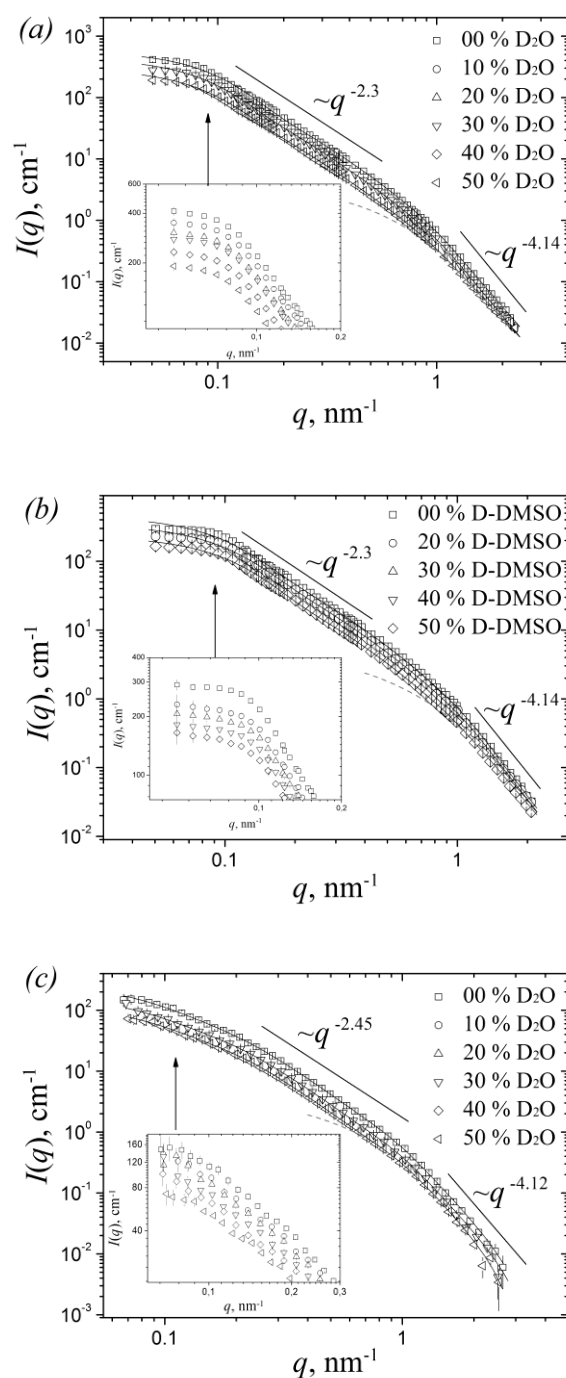 (a)
10³
10²
10¹
10⁰
10⁻¹
10⁻²
I(q), cm⁻¹
00 % D₂O
10 % D₂O
20 % D₂O
30 % D₂O
40 % D₂O
50 % D₂O
~q⁻²·³
~q⁻⁴·¹⁴
600
400
200
I(q), cm⁻¹
0,1 0,2
q, nm⁻¹
0.1 1
q, nm⁻¹
(b)
10²
10¹
10⁰
10⁻¹
10⁻²
I(q), cm⁻¹
00 % D-DMSO
20 % D-DMSO
30 % D-DMSO
40 % D-DMSO
50 % D-DMSO
~q⁻²·³
~q⁻⁴·¹⁴
400
300
200
100
I(q), cm⁻¹
0,1 0,2
q, nm⁻¹
0.1 1
q, nm⁻¹
(c)
10²
10¹
10⁰
10⁻¹
10⁻²
10⁻³
I(q), cm⁻¹
00 % D₂O
10 % D₂O
20 % D₂O
30 % D₂O
40 % D₂O
50 % D₂O
~q⁻²·⁴⁵
~q⁻⁴·¹²
160
120
80
40
I(q), cm⁻¹
0,1 0,2 0,3
q, nm⁻¹
0.1 1
q, nm⁻¹